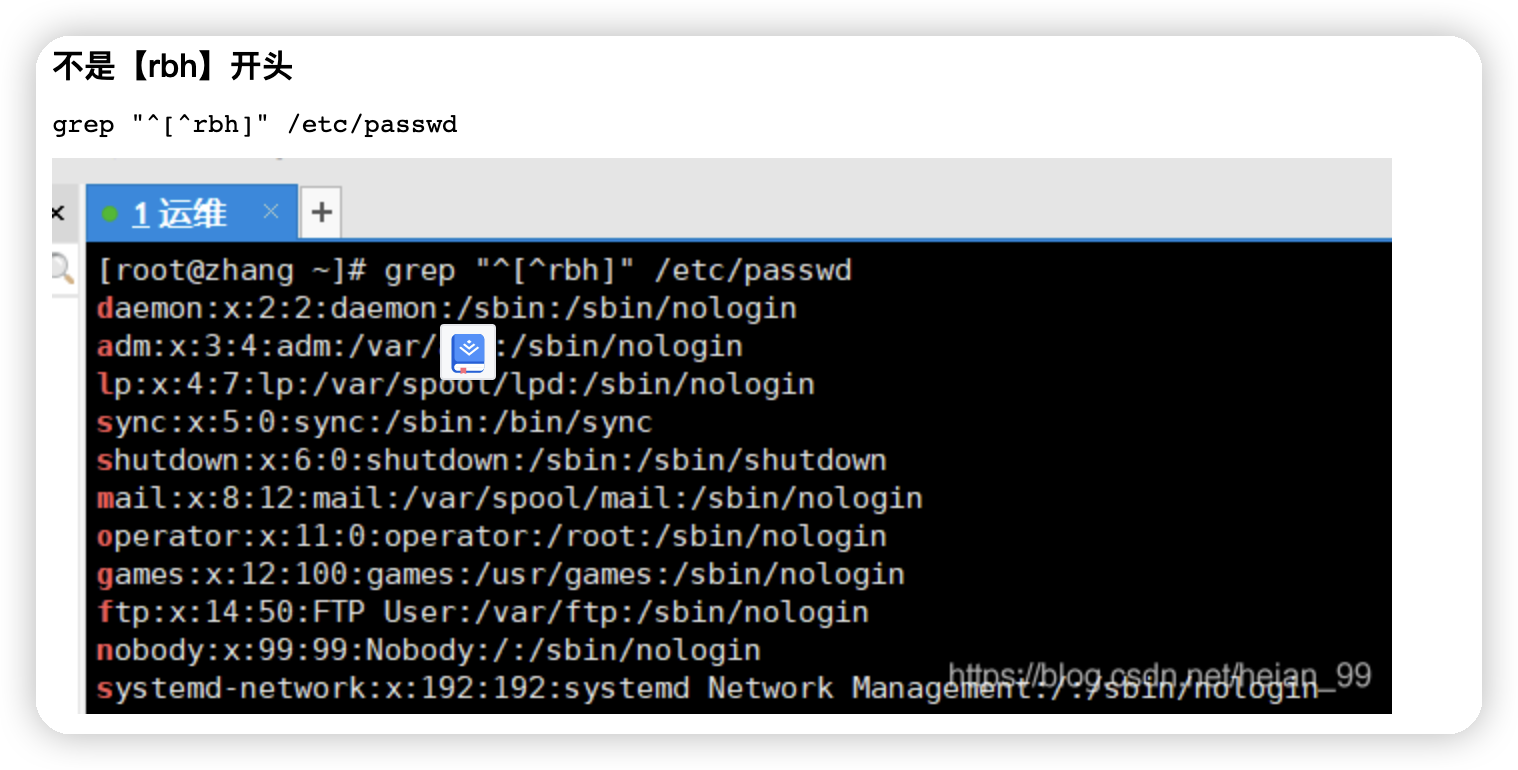 不是【rbh】开头
grep "^[^rbh]" /etc/passwd
1 运维
[root@zhang ~]# grep "^[^rbh]" /etc/passwd
daemon:x:2:2:daemon:/sbin:/sbin/nologin
adm:x:3:4:adm:/var/ :/sbin/nologin
lp:x:4:7:lp:/var/spool/lpd:/sbin/nologin
sync:x:5:0:sync:/sbin:/bin/sync
shutdown:x:6:0:shutdown:/sbin:/sbin/shutdown
mail:x:8:12:mail:/var/spool/mail:/sbin/nologin
operator:x:11:0:operator:/root:/sbin/nologin
games:x:12:100:games:/usr/games:/sbin/nologin
ftp:x:14:50:FTP User:/var/ftp:/sbin/nologin
nobody:x:99:99:Nobody:/:/sbin/nologin
systemd-network:x:192:192:systemd Network Management:/:/sbin/nologin
https://blog.csdn.net/heian_99